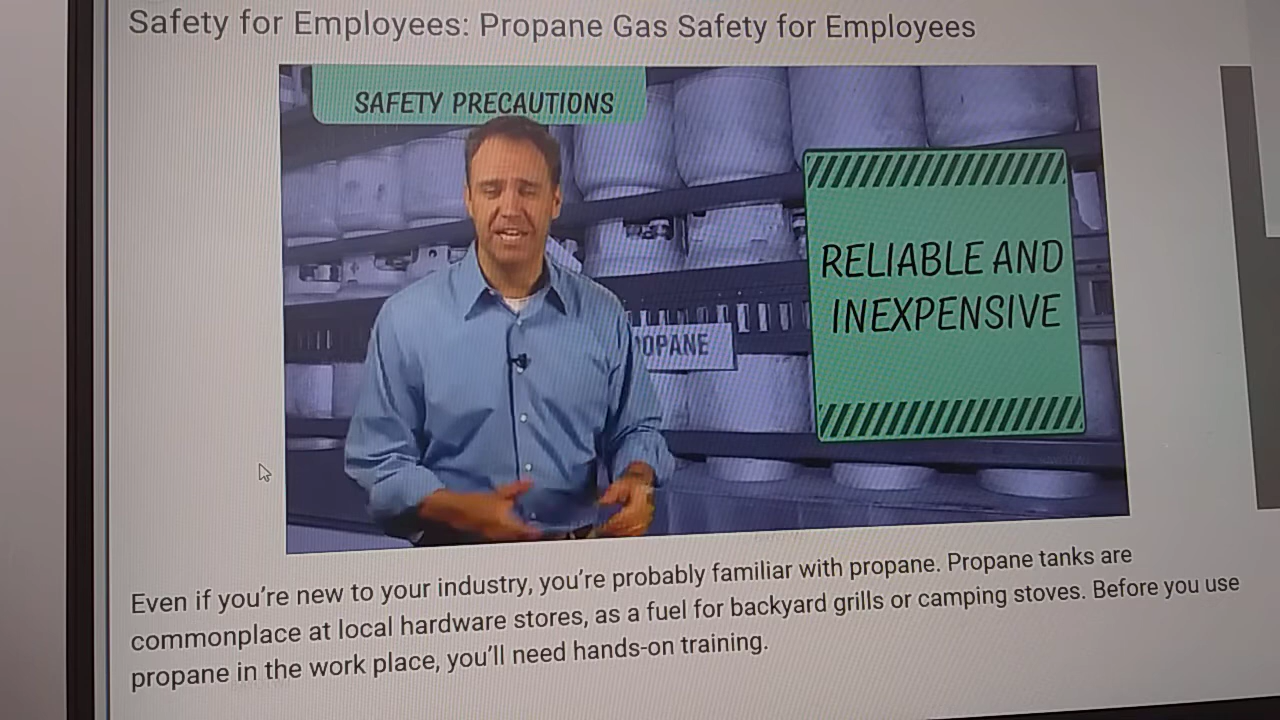 Safety for Employees: Propane Gas Safety for Employees
SAFETY PRECAUTIONS
RELIABLE AND
INEXPENSIVE
OPANE
Even if you’re new to your industry, you’re probably familiar with propane. Propane tanks are
commonplace at local hardware stores, as a fuel for backyard grills or camping stoves. Before you use
propane in the work place, you’ll need hands-on training.